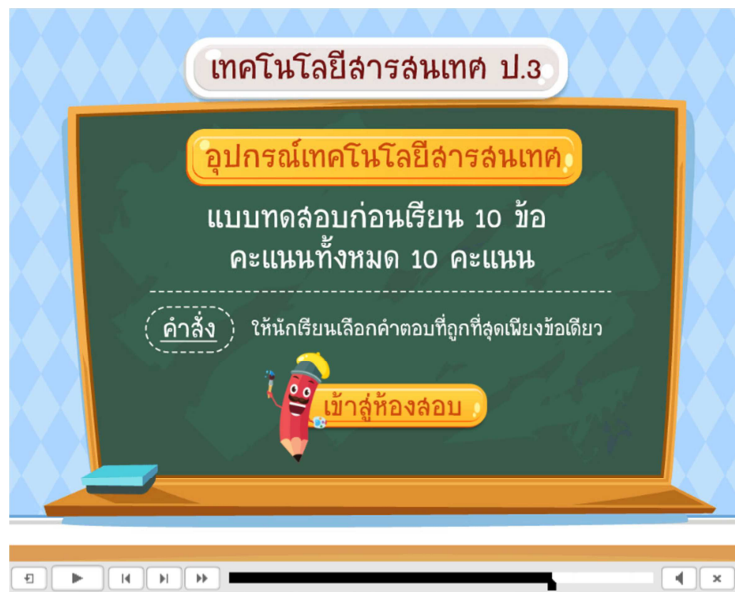 เทคโนโลยีสารสนเทศ ป.3
อุปกรณ์เทคโนโลยีสารสนเทศ
แบบทดสอบก่อนเรียน 10 ข้อ
คะแนนทั้งหมด 10 คะแนน
คำสั่ง ให้นักเรียนเลือกคำตอบที่ถูกที่สุดเพียงข้อเดียว
เข้าสู่ห้องสอบ